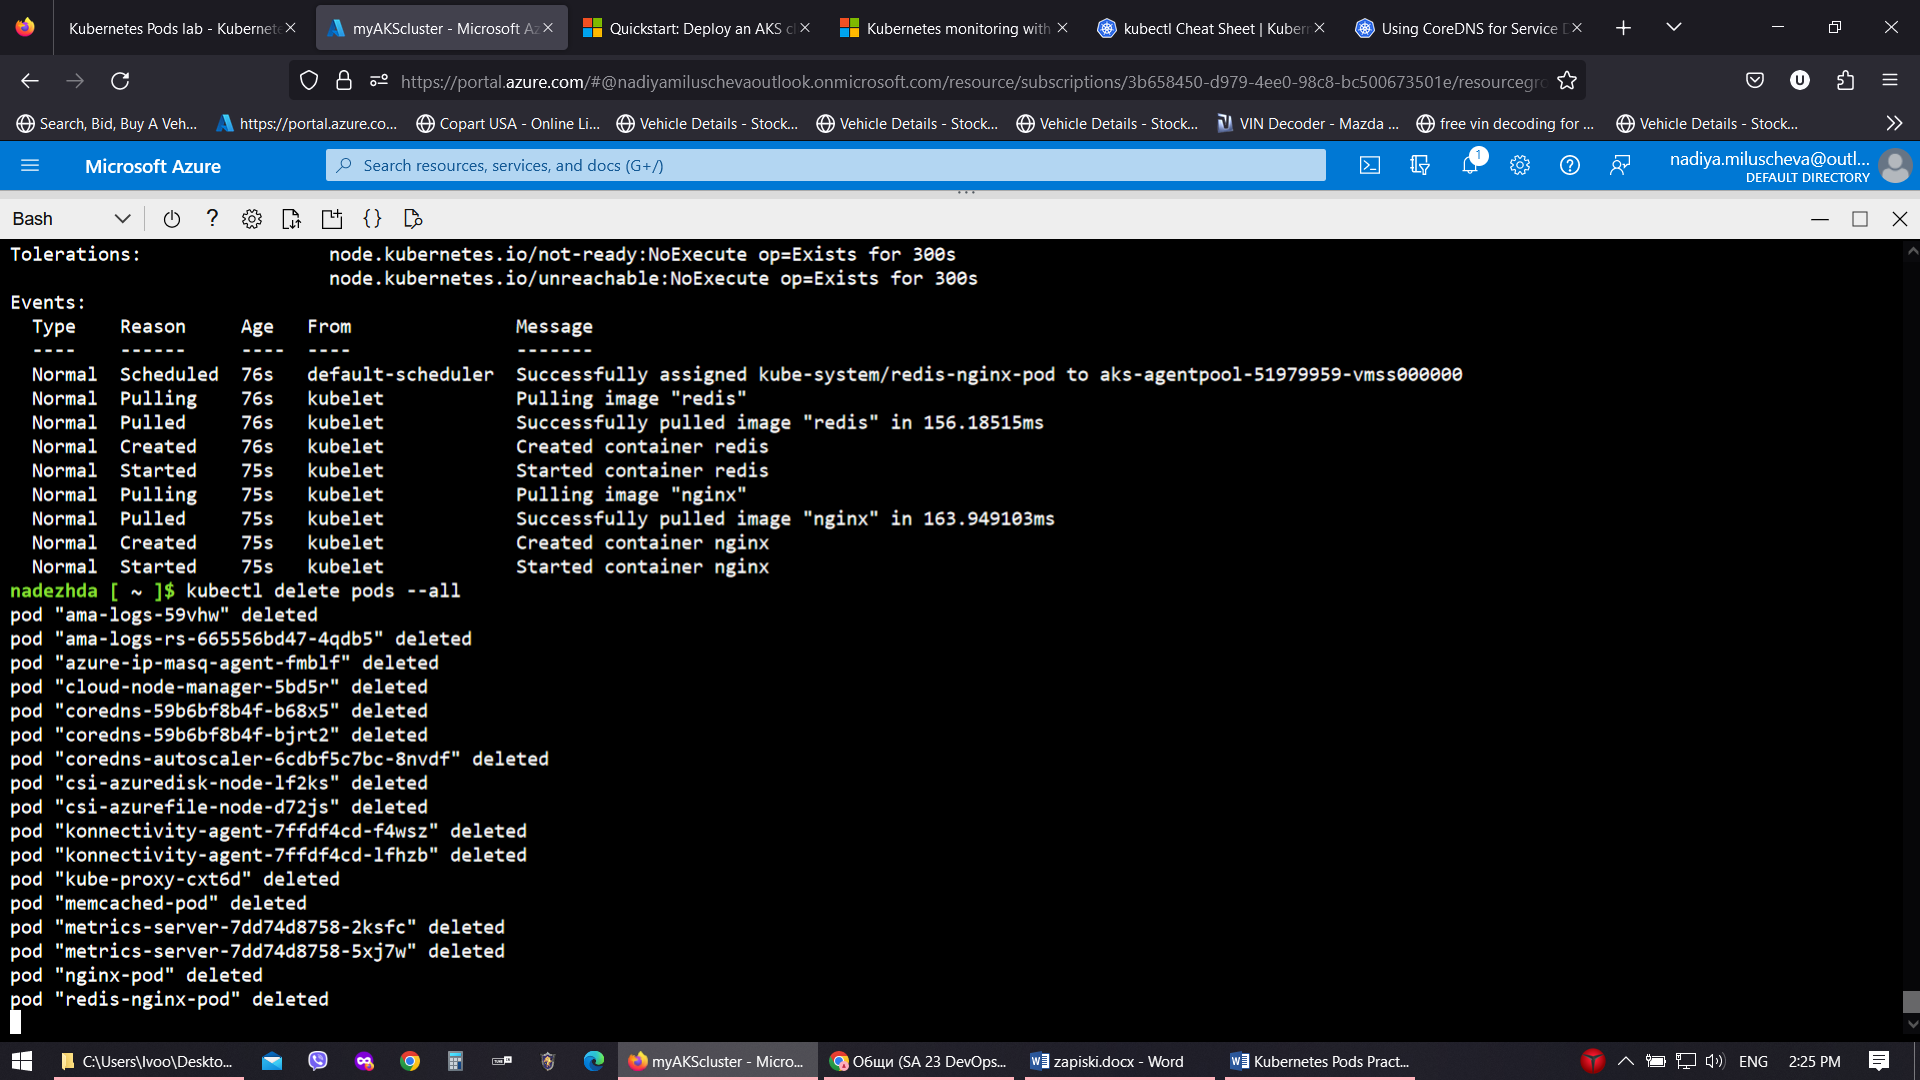 Kubernetes Pods lab - Kubernete
myAKScluster - Microsoft Az
Quickstart: Deploy an AKS cl
Kubernetes monitoring with
kubectl Cheat Sheet | Kubern
Using CoreDNS for Service D
https://portal.azure.com/#@nadiyamiluschevaoutlook.onmicrosoft.com/resource/subscriptions/3b658450-d979-4ee0-98c8-bc500673501e/resourcegro
Search, Bid, Buy A Veh...
https://portal.azure.co...
Copart USA - Online Li...
Vehicle Details - Stock...
Vehicle Details - Stock...
Vehicle Details - Stock...
VIN Decoder - Mazda ...
free vin decoding for ...
Vehicle Details - Stock...
Microsoft Azure
Search resources, services, and docs (G+/)
1
nadiya.miluscheva@outl...
DEFAULT DIRECTORY
Bash
Tolerations: node.kubernetes.io/not-ready:NoExecute op=Exists for 300s
node.kubernetes.io/unreachable:NoExecute op=Exists for 300s
Events:
Type Reason Age From Message
---- ------ ---- ---- -------
Normal Scheduled 76s default-scheduler Successfully assigned kube-system/redis-nginx-pod to aks-agentpool-51979959-vmss000000
Normal Pulling 76s kubelet Pulling image "redis"
Normal Pulled 76s kubelet Successfully pulled image "redis" in 156.18515ms
Normal Created 76s kubelet Created container redis
Normal Started 75s kubelet Started container redis
Normal Pulling 75s kubelet Pulling image "nginx"
Normal Pulled 75s kubelet Successfully pulled image "nginx" in 163.949103ms
Normal Created 75s kubelet Created container nginx
Normal Started 75s kubelet Started container nginx
nadezhda [ ~ ]$ kubectl delete pods --all
pod "ama-logs-59vhw" deleted
pod "ama-logs-rs-665556bd47-4qdb5" deleted
pod "azure-ip-masq-agent-fmblf" deleted
pod "cloud-node-manager-5bd5r" deleted
pod "coredns-59b6bf8b4f-b68x5" deleted
pod "coredns-59b6bf8b4f-bjrt2" deleted
pod "coredns-autoscaler-6cdbf5c7bc-8nvdf" deleted
pod "csi-azuredisk-node-lf2ks" deleted
pod "csi-azurefile-node-d72js" deleted
pod "konnectivity-agent-7ffdf4cd-f4wsz" deleted
pod "konnectivity-agent-7ffdf4cd-lfhzb" deleted
pod "kube-proxy-cxt6d" deleted
pod "memcached-pod" deleted
pod "metrics-server-7dd74d8758-2ksfc" deleted
pod "metrics-server-7dd74d8758-5xj7w" deleted
pod "nginx-pod" deleted
pod "redis-nginx-pod" deleted
C:\Users\Ivoo\Deskto...
myAKScluster - Micro...
Общи (SA 23 DevOps...
zapiski.docx - Word
Kubernetes Pods Pract...
ENG
2:25 PM